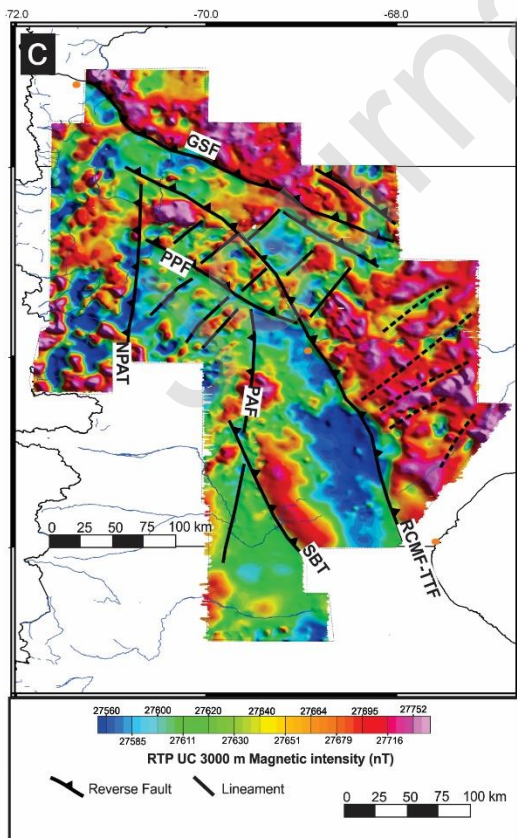 -72.0 -70.0 -68.0
C
GSF
PPF
NPAT
PAF
SBT
RCMF-TTF
0 25 50 75 100 km
27560 27600 27620 27640 27664 27695 27752
27585 27611 27630 27651 27679 27716
RTP UC 3000 m Magnetic intensity (nT)
Reverse Fault Lineament
0 25 50 75 100 km